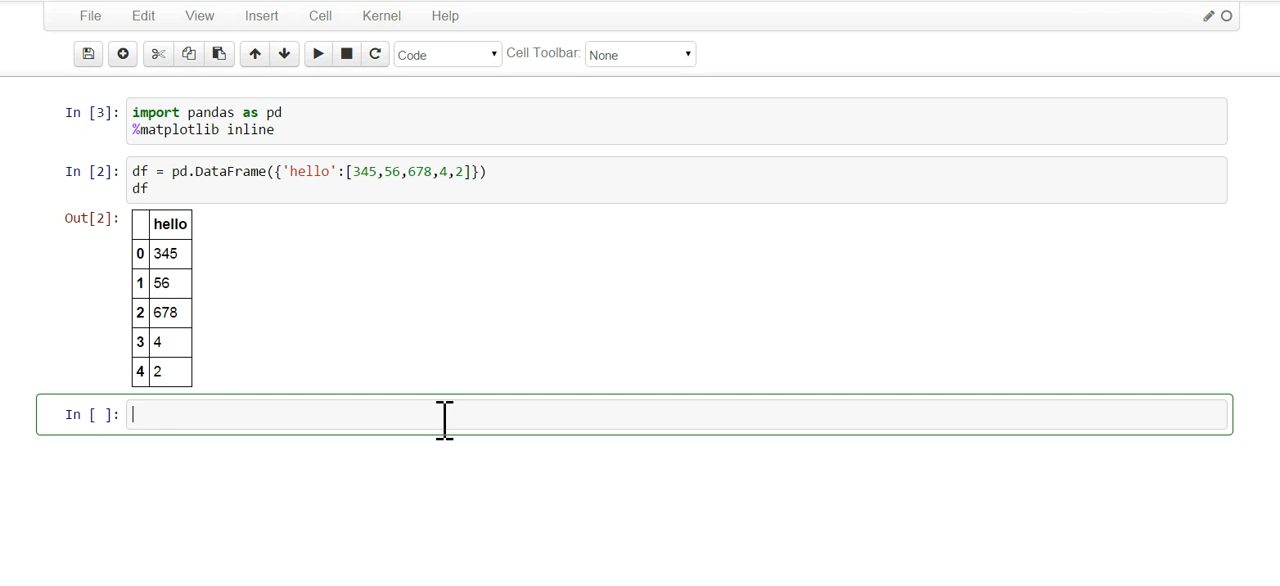 File Edit View Insert Cell Kernel Help
Code Cell Toolbar: None
In [3]: import pandas as pd
%matplotlib inline
In [2]: df = pd.DataFrame({'hello':[345,56,678,4,2]})
df
Out[2]:
hello
0 345
1 56
2 678
3 4
4 2
In [ ]: